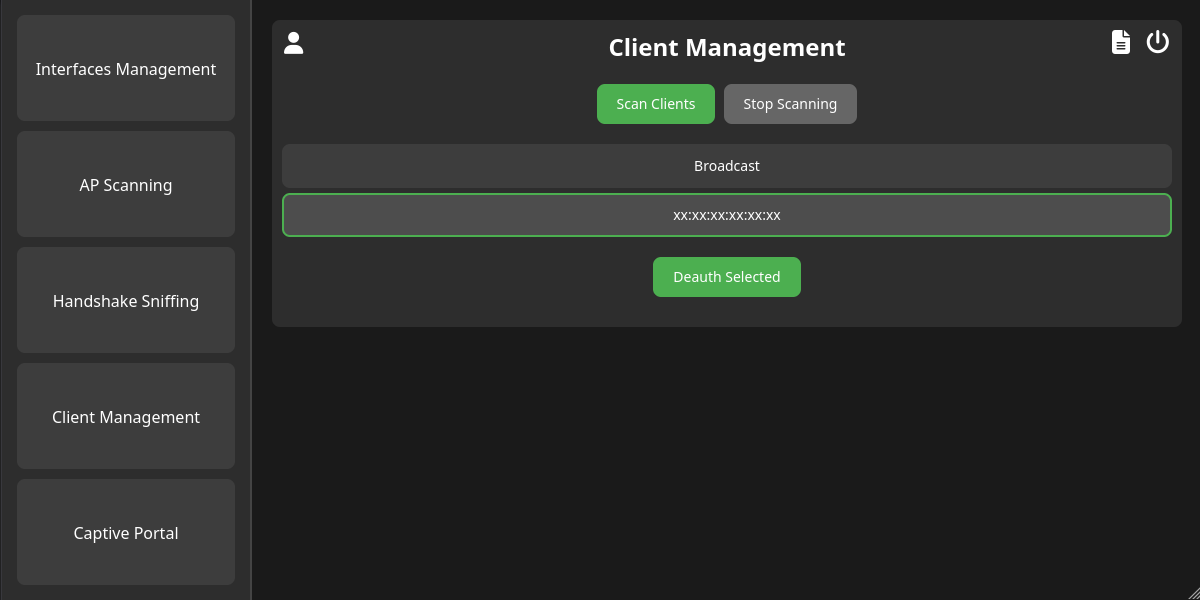 Interfaces Management
AP Scanning
Handshake Sniffing
Client Management
Captive Portal
Client Management
Scan Clients
Stop Scanning
Broadcast
xx:xx:xx:xx:xx:xx
Deauth Selected